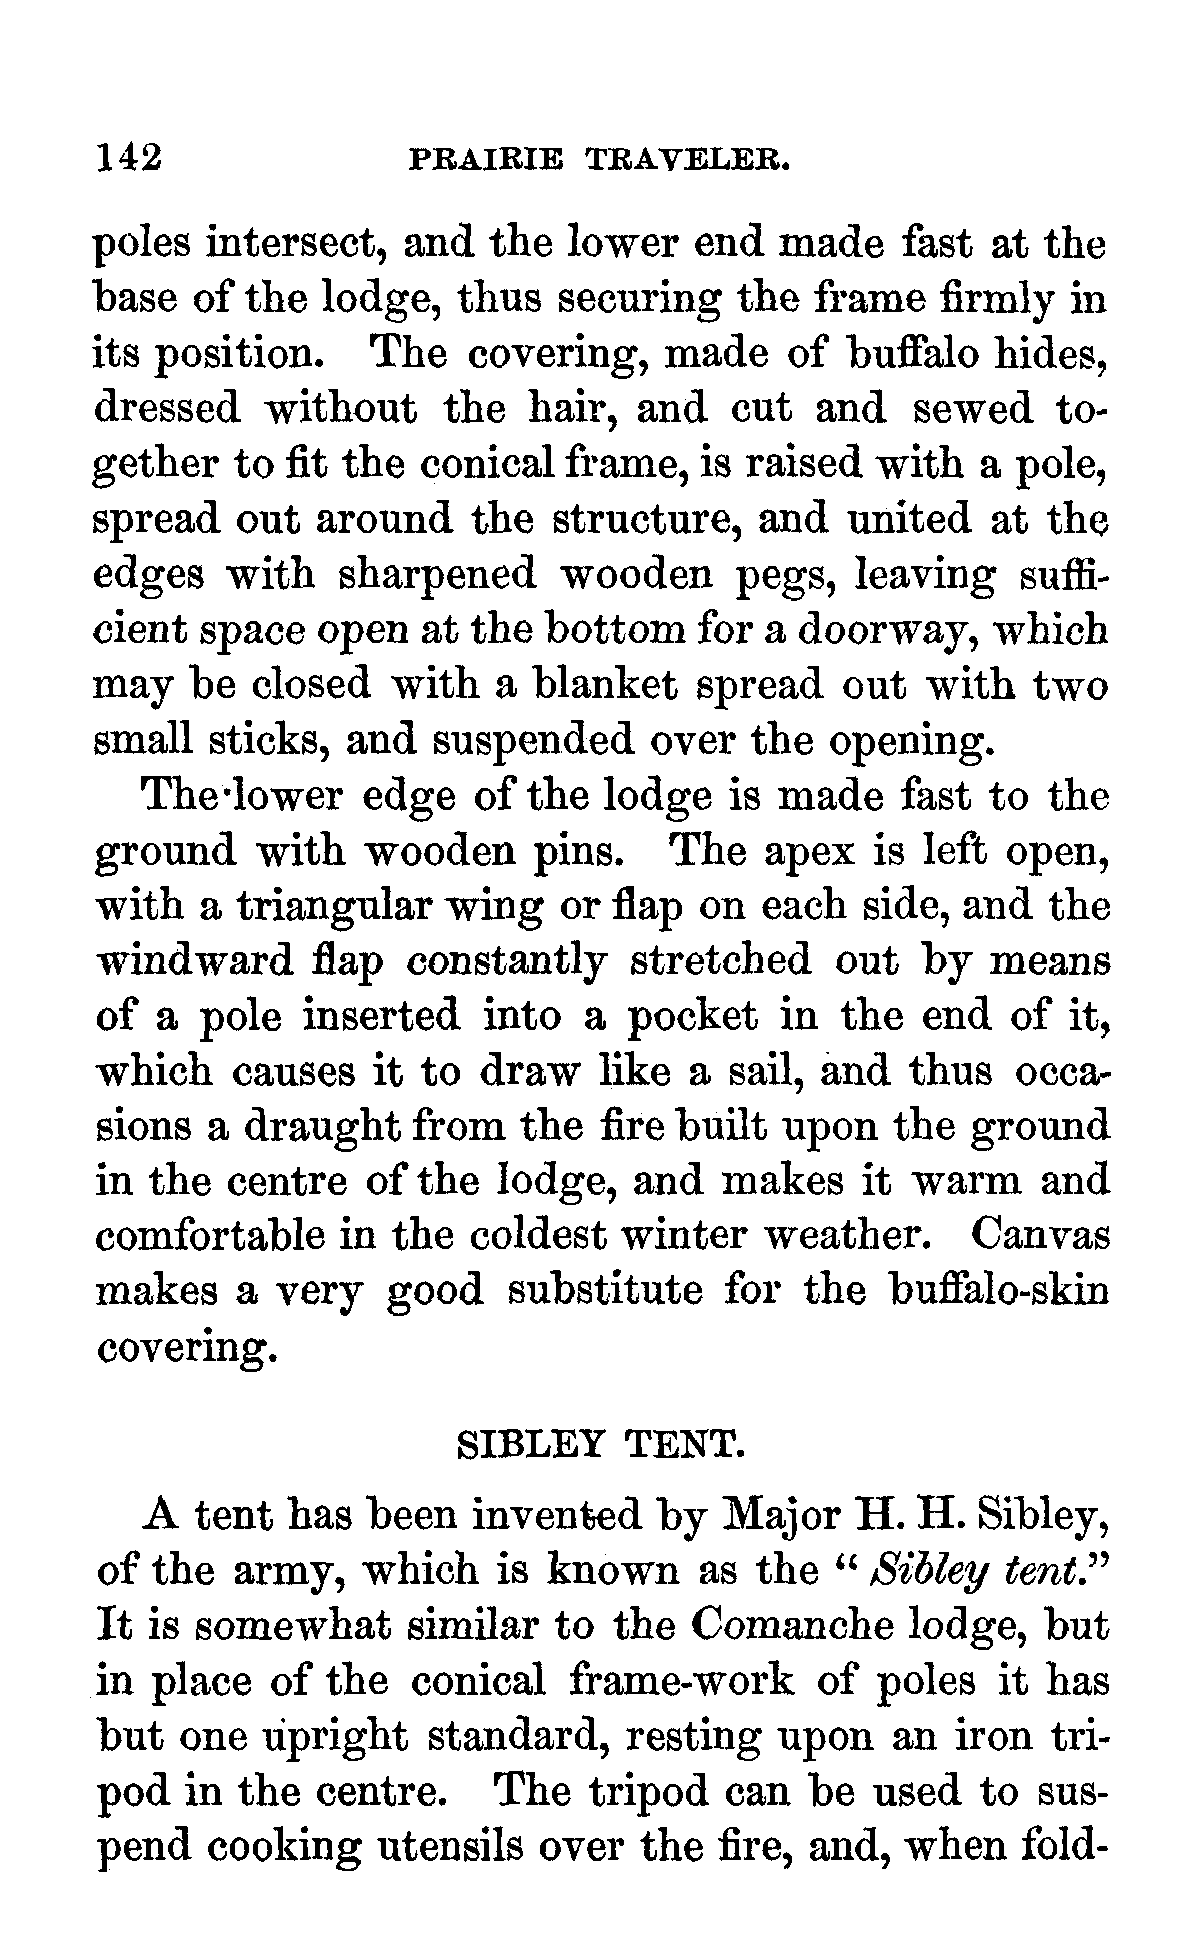 142 PRAIRIE TRAVELER.
poles intersect, and the lower end made fast at the
base of the lodge, thus securing the frame firmly in
its position. The covering, made of buffalo hides,
dressed without the hair, and cut and sewed to-
gether to fit the conical frame, is raised with a pole,
spread out around the structure, and united at the
edges with sharpened wooden pegs, leaving suffi-
cient space open at the bottom for a doorway, which
may be closed with a blanket spread out with two
small sticks, and suspended over the opening.
The lower edge of the lodge is made fast to the
ground with wooden pins. The apex is left open,
with a triangular wing or flap on each side, and the
windward flap constantly stretched out by means
of a pole inserted into a pocket in the end of it,
which causes it to draw like a sail, and thus occa-
sions a draught from the fire built upon the ground
in the centre of the lodge, and makes it warm and
comfortable in the coldest winter weather. Canvas
makes a very good substitute for the buffalo-skin
covering.
SIBLEY TENT.
A tent has been invented by Major H. H. Sibley,
of the army, which is known as the "Sibley tent."
It is somewhat similar to the Comanche lodge, but
in place of the conical frame-work of poles it has
but one upright standard, resting upon an iron tri-
pod in the centre. The tripod can be used to sus-
pend cooking utensils over the fire, and, when fold-